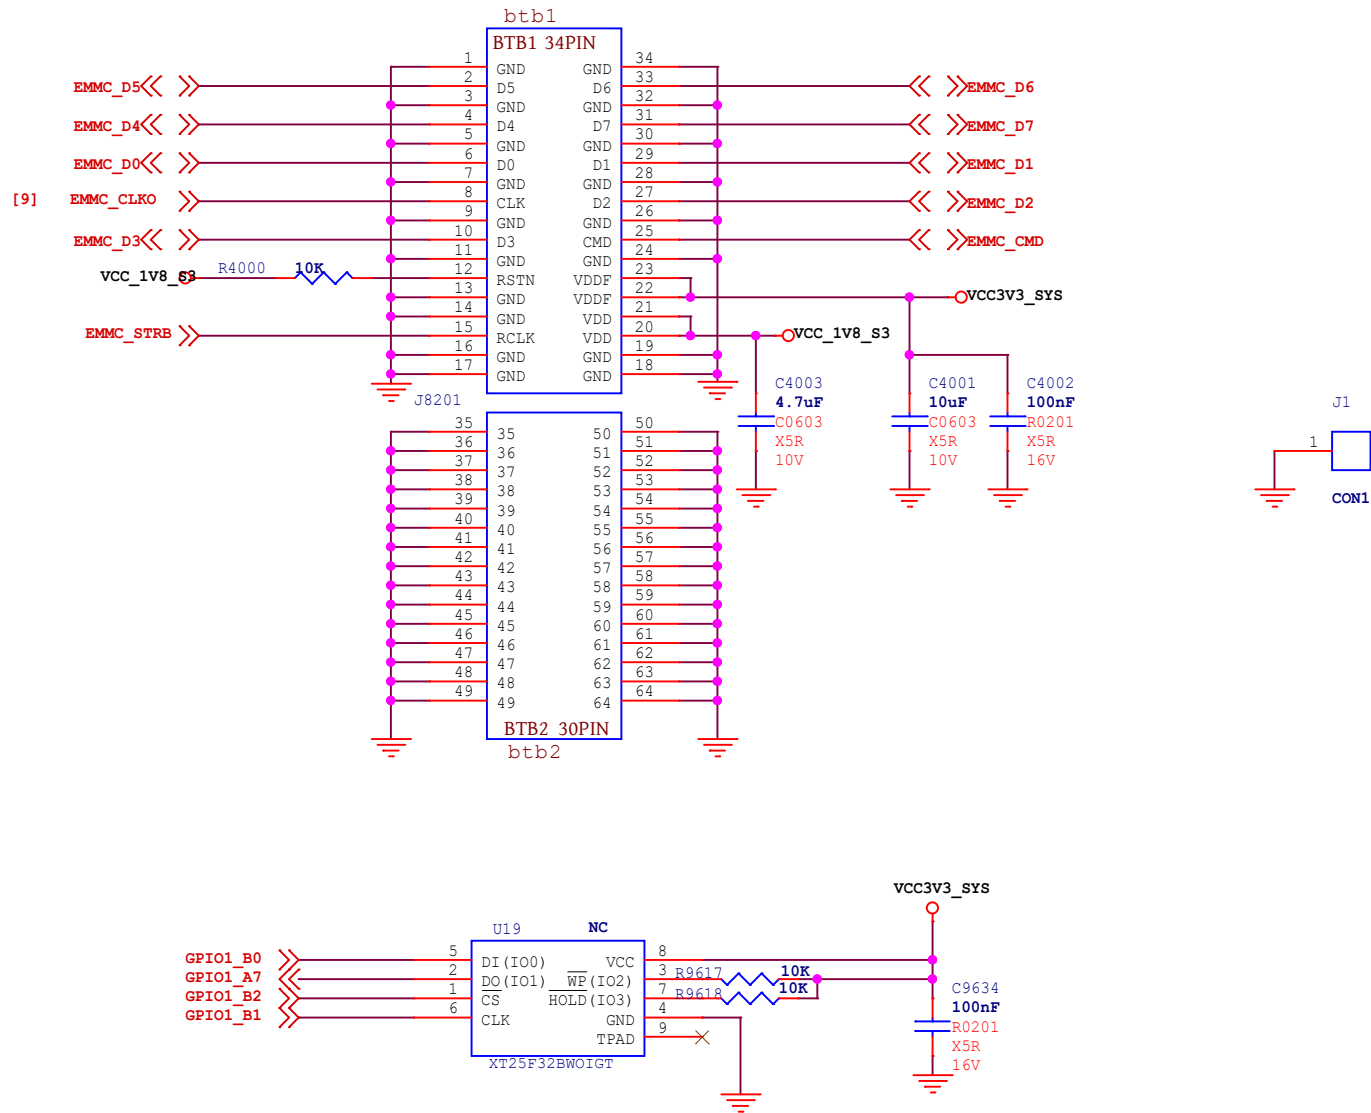 btb1
BTB1 34PIN
1 GND GND 34
EMMC_D5 2 D5 D6 33 EMMC_D6
3 GND GND 32
EMMC_D4 4 D4 D7 31 EMMC_D7
5 GND GND 30
EMMC_D0 6 D0 D1 29 EMMC_D1
7 GND GND 28
[9] EMMC_CLKO 8 CLK D2 27 EMMC_D2
9 GND GND 26
EMMC_D3 10 D3 CMD 25 EMMC_CMD
11 GND GND 24
VCC_1V8_S3 R4000 10K 12 RSTN VDDF 23
13 GND VDDF 22 VCC3V3_SYS
14 GND VDD 21
EMMC_STRB 15 RCLK VDD 20 VCC_1V8_S3
16 GND GND 19
17 GND GND 18
J8201
C4003
4.7uF
C0603
X5R
10V
C4001
10uF
C0603
X5R
10V
C4002
100nF
R0201
X5R
16V
J1
1
CON1
35 35 50 50
36 36 51 51
37 37 52 52
38 38 53 53
39 39 54 54
40 40 55 55
41 41 56 56
42 42 57 57
43 43 58 58
44 44 59 59
45 45 60 60
46 46 61 61
47 47 62 62
48 48 63 63
49 49 64 64
BTB2 30PIN
btb2
VCC3V3_SYS
U19 NC
GPIO1_B0 5 DI(IO0) VCC 8
GPIO1_A7 2 DO(IO1) WP(IO2) 3 R9617 10K
GPIO1_B2 1 CS HOLD(IO3) 7 R9618 10K
GPIO1_B1 6 CLK GND 4
TPAD 9
XT25F32BWOIGT
C9634
100nF
R0201
X5R
16V